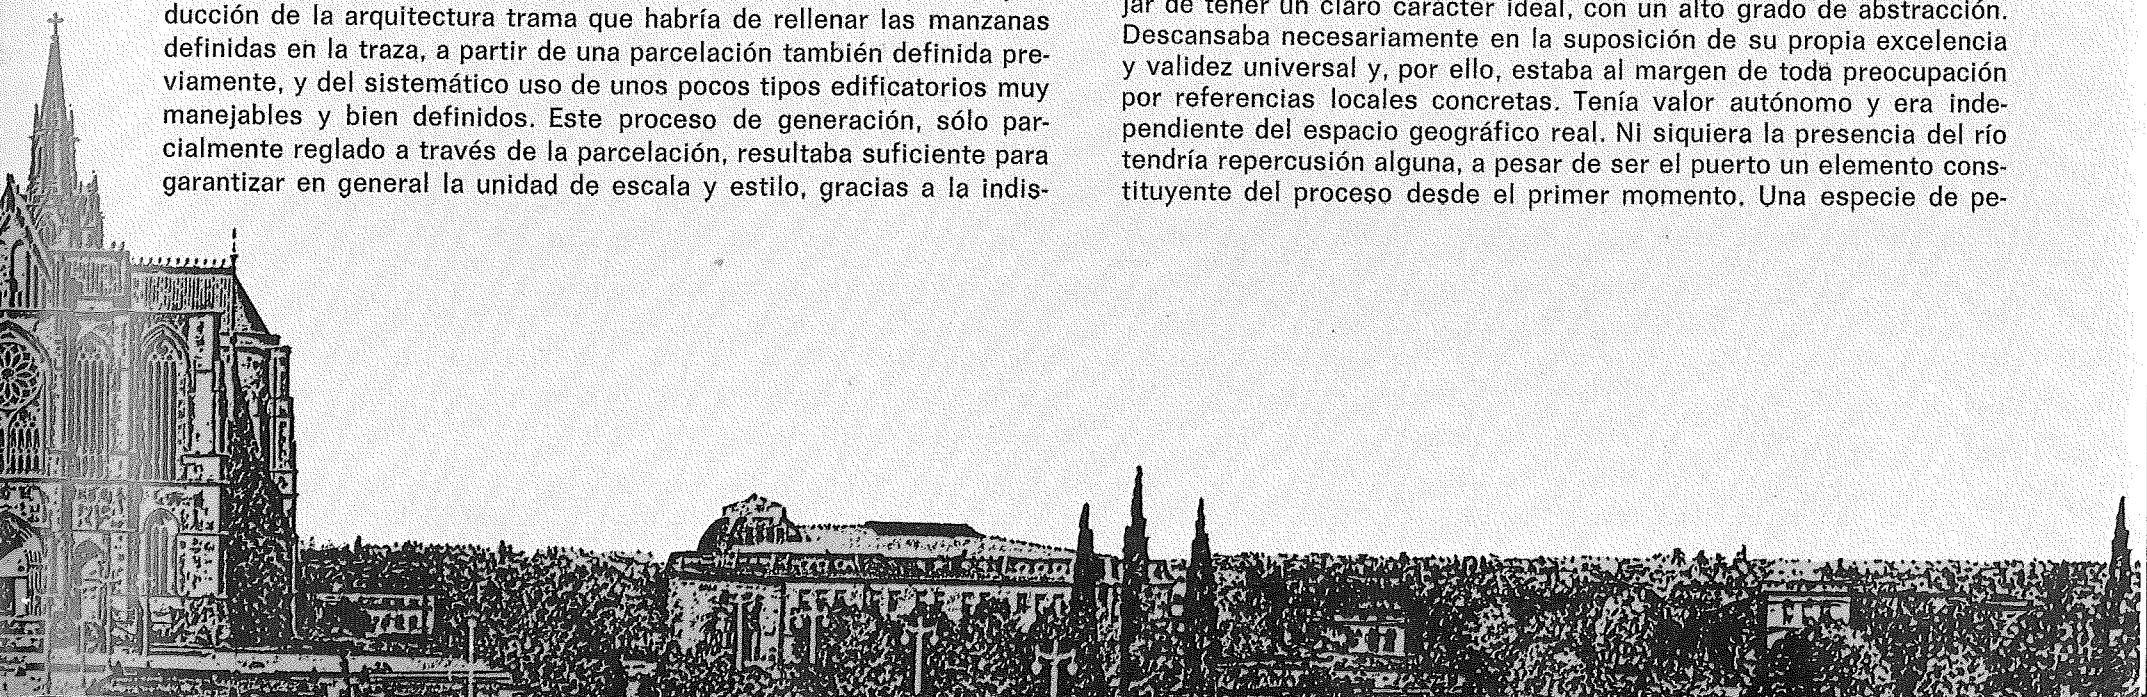 ducción de la arquitectura trama que habría de rellenar las manzanas
definidas en la traza, a partir de una parcelación también definida pre-
viamente, y del sistemático uso de unos pocos tipos edificatorios muy
manejables y bien definidos. Este proceso de generación, sólo par-
cialmente reglado a través de la parcelación, resultaba suficiente para
garantizar en general la unidad de escala y estilo, gracias a la indis-
jar de tener un claro carácter ideal, con un alto grado de abstracción.
Descansaba necesariamente en la suposición de su propia excelencia
y validez universal y, por ello, estaba al margen de toda preocupación
por referencias locales concretas. Tenía valor autónomo y era inde-
pendiente del espacio geográfico real. Ni siquiera la presencia del río
tendría repercusión alguna, a pesar de ser el puerto un elemento cons-
tituyente del proceso desde el primer momento. Una especie de pe-